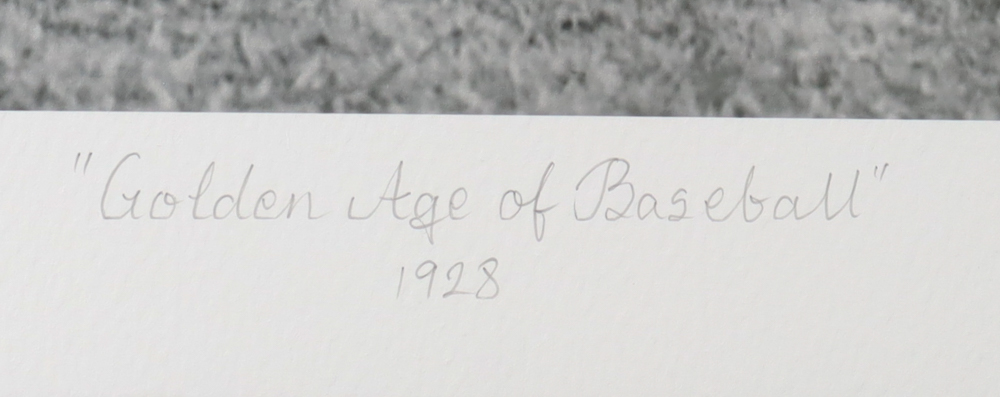 "Golden Age of Baseball"
1928